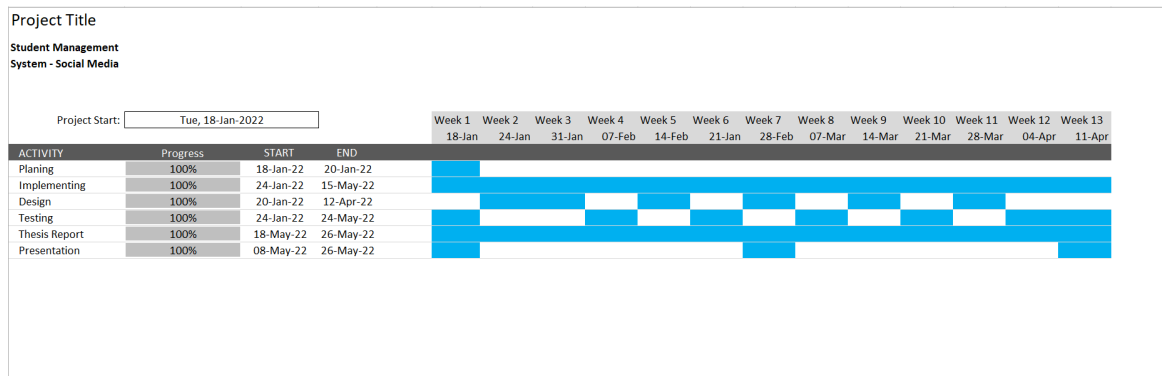 Project Title
Student Management
System - Social Media
Project Start: Tue, 18-Jan-2022 Week 1 Week 2 Week 3 Week 4 Week 5 Week 6 Week 7 Week 8 Week 9 Week 10 Week 11 Week 12 Week 13
18-Jan 24-Jan 31-Jan 07-Feb 14-Feb 21-Jan 28-Feb 07-Mar 14-Mar 21-Mar 28-Mar 04-Apr 11-Apr
ACTIVITY Progress START END
Planing 100% 18-Jan-22 20-Jan-22
Implementing 100% 24-Jan-22 15-May-22
Design 100% 20-Jan-22 12-Apr-22
Testing 100% 24-Jan-22 24-May-22
Thesis Report 100% 18-May-22 26-May-22
Presentation 100% 08-May-22 26-May-22